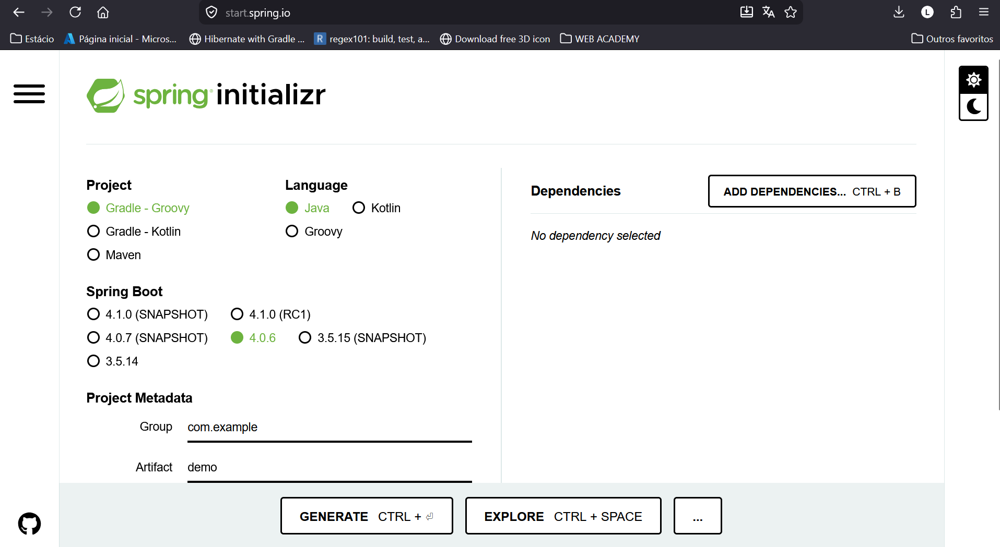 start.spring.io
L
Estácio
Página inicial - Micros...
Hibernate with Gradle ...
R
regex101: build, test, a...
Download free 3D icon
WEB ACADEMY
Outros favoritos
spring® initializr
Project
Gradle - Groovy
Gradle - Kotlin
Maven
Language
Java
Kotlin
Groovy
Spring Boot
4.1.0 (SNAPSHOT)
4.1.0 (RC1)
4.0.7 (SNAPSHOT)
4.0.6
3.5.15 (SNAPSHOT)
3.5.14
Project Metadata
Group
com.example
Artifact
demo
Dependencies
ADD DEPENDENCIES... CTRL + B
No dependency selected
GENERATE CTRL + ⏎
EXPLORE CTRL + SPACE
...